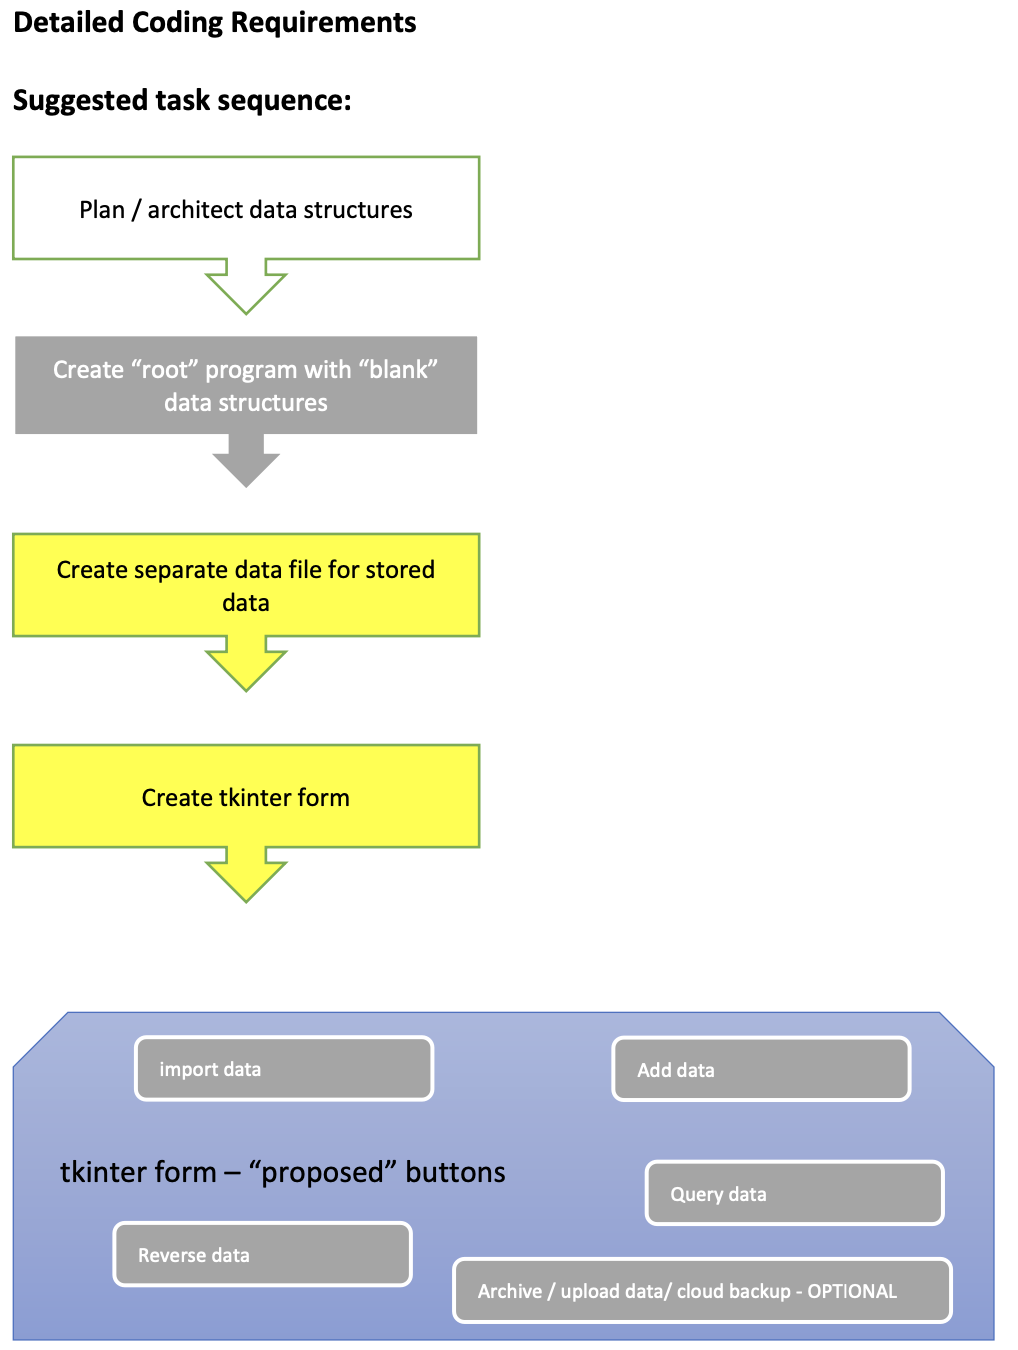 Detailed Coding Requirements
Suggested task sequence:
Plan / architect data structures
Create “root” program with “blank”
data structures
Create separate data file for stored
data
Create tkinter form
import data
Add data
tkinter form – “proposed” buttons
Query data
Reverse data
Archive / upload data/ cloud backup - OPTIONAL